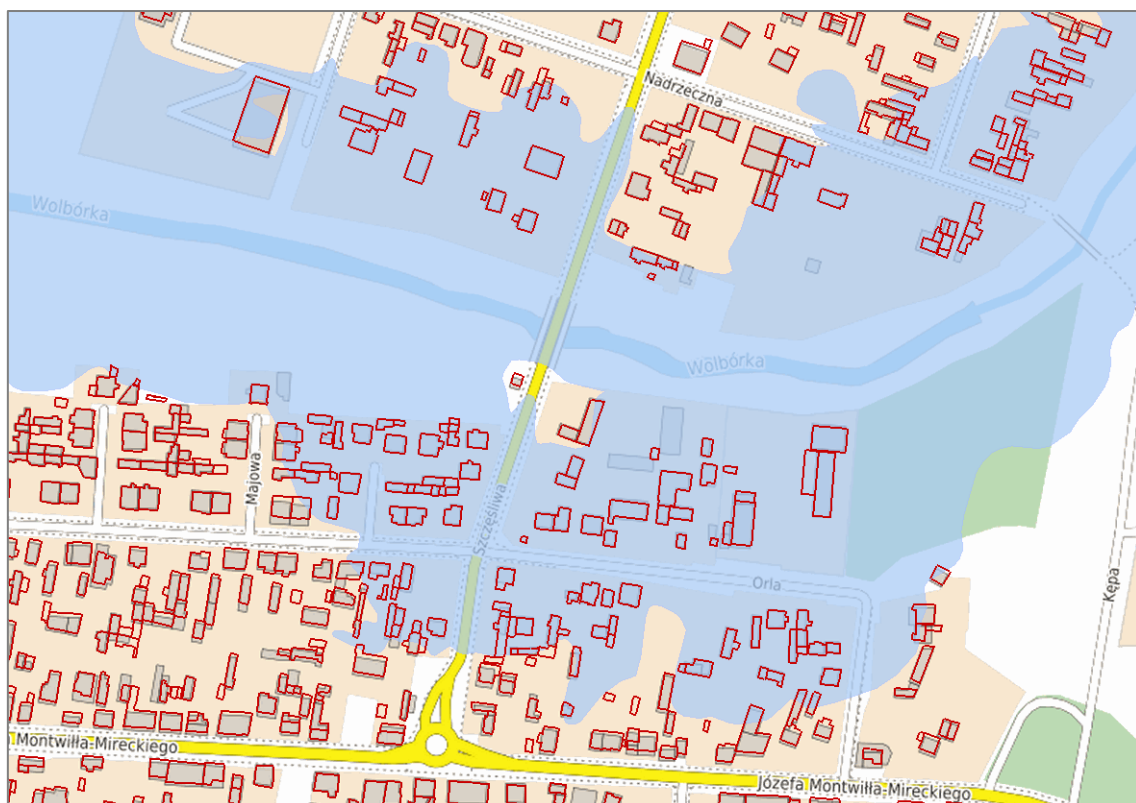 Nadrzeczna
Wolbórka
Wolbórka
Majowa
Szczęśliwa
Orla
Kępa
Montwiłła-Mireckiego
Józefa Montwiłła-Mireckiego